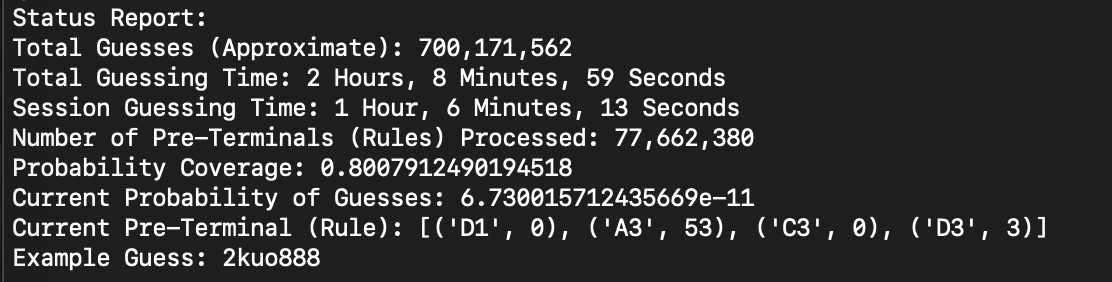 Status Report:
Total Guesses (Approximate): 700,171,562
Total Guessing Time: 2 Hours, 8 Minutes, 59 Seconds
Session Guessing Time: 1 Hour, 6 Minutes, 13 Seconds
Number of Pre-Terminals (Rules) Processed: 77,662,380
Probability Coverage: 0.8007912490194518
Current Probability of Guesses: 6.730015712435669e-11
Current Pre-Terminal (Rule): [('D1', 0), ('A3', 53), ('C3', 0), ('D3', 3)]
Example Guess: 2kuo888